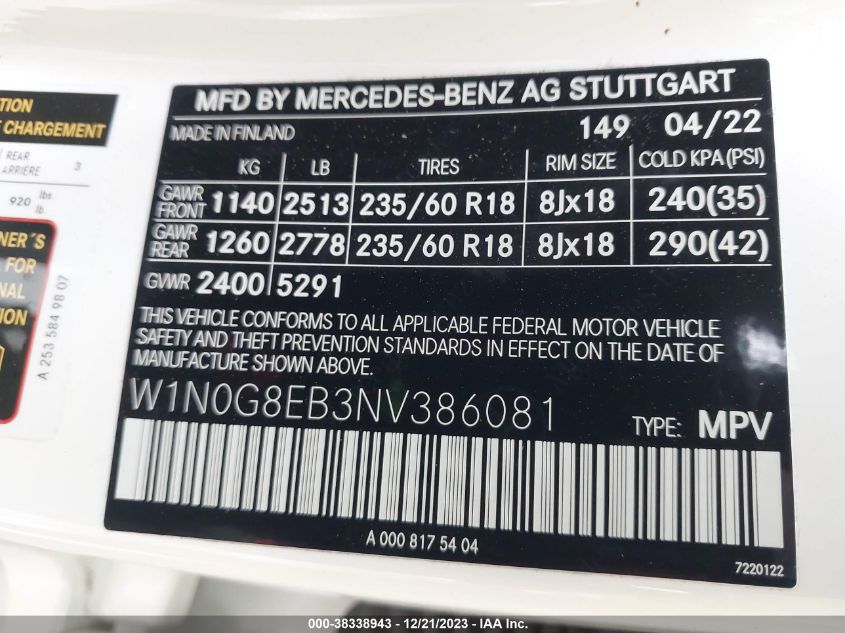 TION
E CHARGEMENT
REAR
ARRIÈRE 3
920 lbs.
lb.
NER´S
FOR
NAL
TION
A 253 584 98 07
MFD BY MERCEDES-BENZ AG STUTTGART
MADE IN FINLAND 149 04/22
KG LB TIRES RIM SIZE COLD KPA(PSI)
GAWR FRONT 1140 2513 235/60 R18 8Jx18 240(35)
GAWR REAR 1260 2778 235/60 R18 8Jx18 290(42)
GVWR 2400 5291
THIS VEHICLE CONFORMS TO ALL APPLICABLE FEDERAL MOTOR VEHICLE
SAFETY AND THEFT PREVENTION STANDARDS IN EFFECT ON THE DATE OF
MANUFACTURE SHOWN ABOVE.
W1N0G8EB3NV386081 TYPE: MPV
A 000 817 54 04
7220122
000-38338943 / 12/21/2023 - IAA Inc.